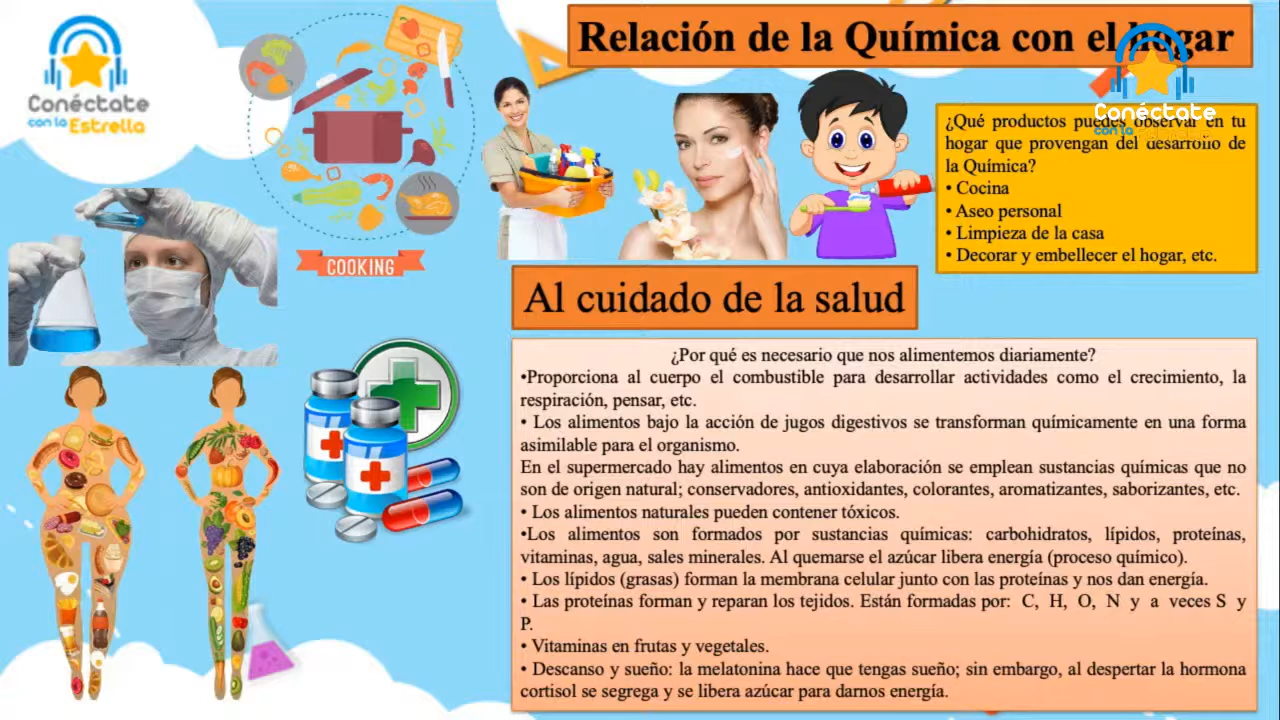 Conéctate
con la Estrella
Relación de la Química con el hogar
Conéctate
con la
¿Qué productos puedes observar en tu
hogar que provengan del desarrollo de
la Química?
• Cocina
• Aseo personal
• Limpieza de la casa
• Decorar y embellecer el hogar, etc.
COOKING
Al cuidado de la salud
¿Por qué es necesario que nos alimentemos diariamente?
•Proporciona al cuerpo el combustible para desarrollar actividades como el crecimiento, la
respiración, pensar, etc.
• Los alimentos bajo la acción de jugos digestivos se transforman químicamente en una forma
asimilable para el organismo.
En el supermercado hay alimentos en cuya elaboración se emplean sustancias químicas que no
son de origen natural; conservadores, antioxidantes, colorantes, aromatizantes, saborizantes, etc.
• Los alimentos naturales pueden contener tóxicos.
•Los alimentos son formados por sustancias químicas: carbohidratos, lípidos, proteínas,
vitaminas, agua, sales minerales. Al quemarse el azúcar libera energía (proceso químico).
• Los lípidos (grasas) forman la membrana celular junto con las proteínas y nos dan energía.
• Las proteínas forman y reparan los tejidos. Están formadas por: C, H, O, N y a veces S y
P.
• Vitaminas en frutas y vegetales.
• Descanso y sueño: la melatonina hace que tengas sueño; sin embargo, al despertar la hormona
cortisol se segrega y se libera azúcar para darnos energía.